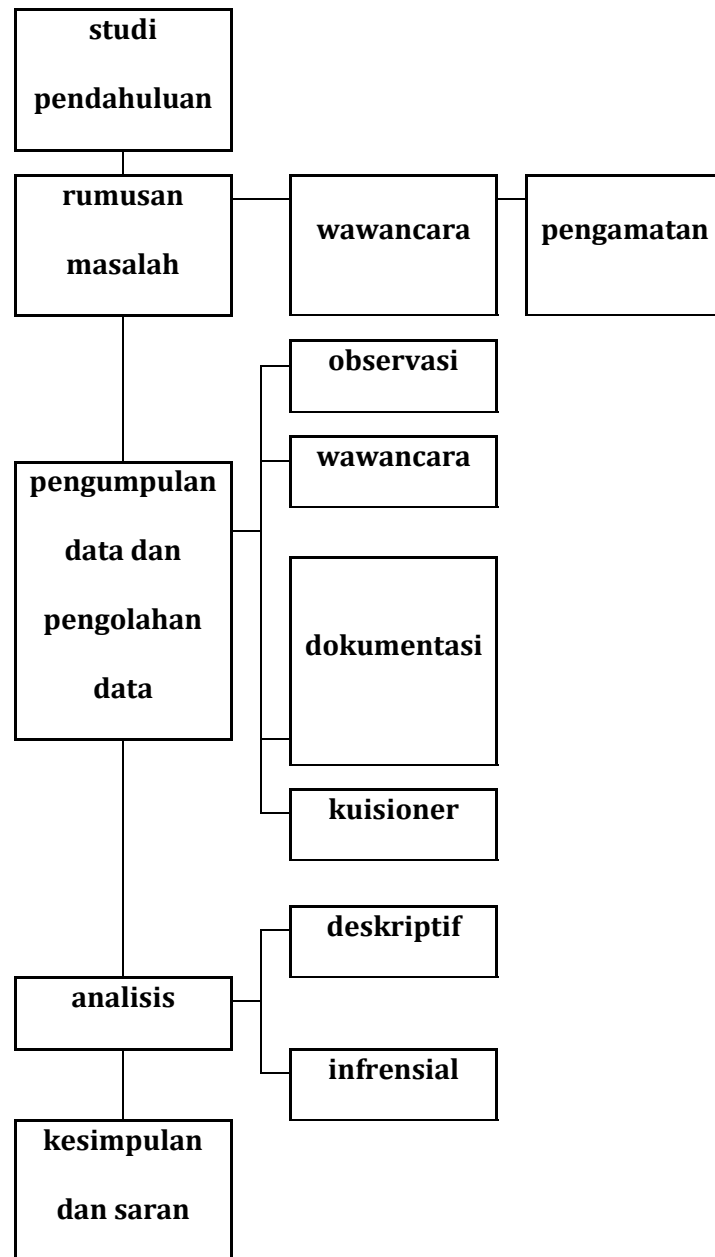 studi
pendahuluan
rumusan
masalah
wawancara
pengamatan
observasi
wawancara
pengumpulan
data dan
pengolahan
data
dokumentasi
kuisioner
deskriptif
analisis
infrensial
kesimpulan
dan saran